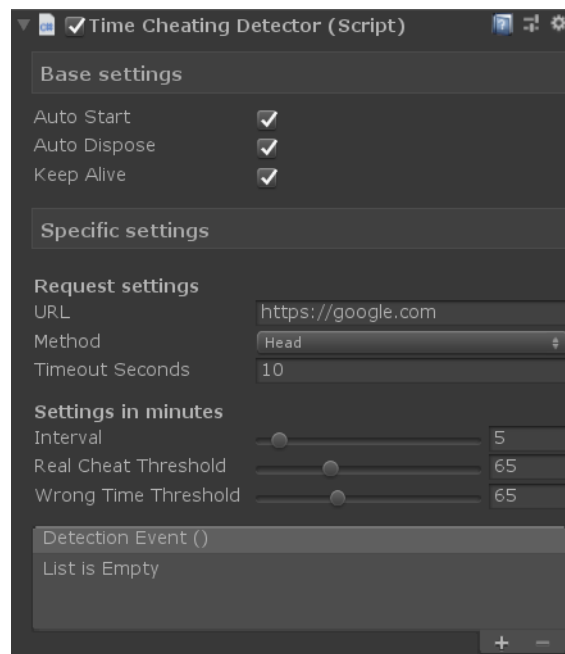 Time Cheating Detector (Script)
Base settings
Auto Start
Auto Dispose
Keep Alive
Specific settings
Request settings
URL https://google.com
Method Head
Timeout Seconds 10
Settings in minutes
Interval 5
Real Cheat Threshold 65
Wrong Time Threshold 65
Detection Event ()
List is Empty